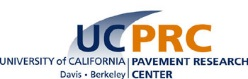 UCPRC
UNIVERSITY of CALIFORNIA | PAVEMENT RESEARCH
Davis • Berkeley | CENTER